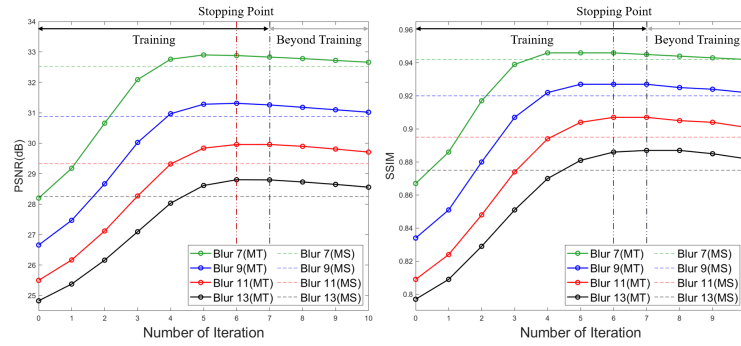 Stopping Point
Training
Beyond Training
PSNR(dB)
34
33
32
31
30
29
28
27
26
25
Blur 7(MT)
Blur 7(MS)
Blur 9(MT)
Blur 9(MS)
Blur 11(MT)
Blur 11(MS)
Blur 13(MT)
Blur 13(MS)
0 1 2 3 4 5 6 7 8 9 10
Number of Iteration
Stopping Point
Training
Beyond Training
SSIM
0.96
0.94
0.92
0.9
0.88
0.86
0.84
0.82
0.8
Blur 7(MT)
Blur 7(MS)
Blur 9(MT)
Blur 9(MS)
Blur 11(MT)
Blur 11(MS)
Blur 13(MT)
Blur 13(MS)
0 1 2 3 4 5 6 7 8 9
Number of Iteration